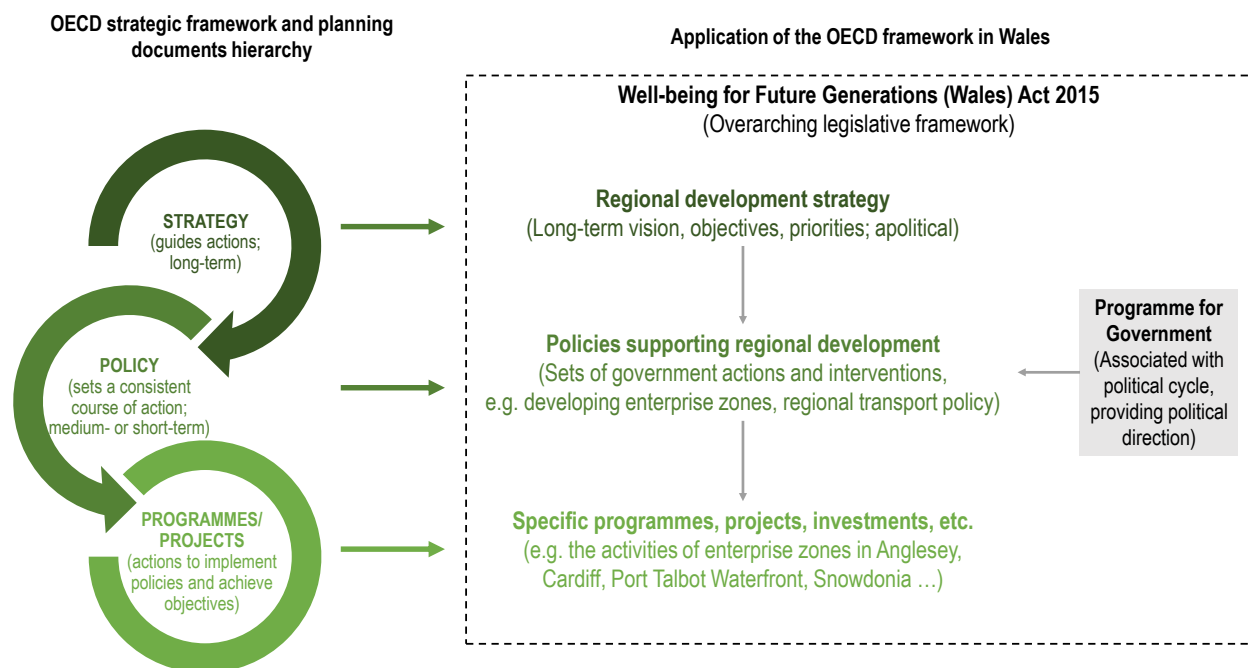 OECD strategic framework and planning
documents hierarchy
Application of the OECD framework in Wales
Well-being for Future Generations (Wales) Act 2015
(Overarching legislative framework)
STRATEGY
(guides actions;
long-term)
Regional development strategy
(Long-term vision, objectives, priorities; apolitical)
POLICY
(sets a consistent
course of action;
medium- or short-term)
Policies supporting regional development
(Sets of government actions and interventions,
e.g. developing enterprise zones, regional transport policy)
Programme for
Government
(Associated with
political cycle,
providing political
direction)
PROGRAMMES/
PROJECTS
(actions to implement
policies and achieve
objectives)
Specific programmes, projects, investments, etc.
(e.g. the activities of enterprise zones in Anglesey,
Cardiff, Port Talbot Waterfront, Snowdonia …)